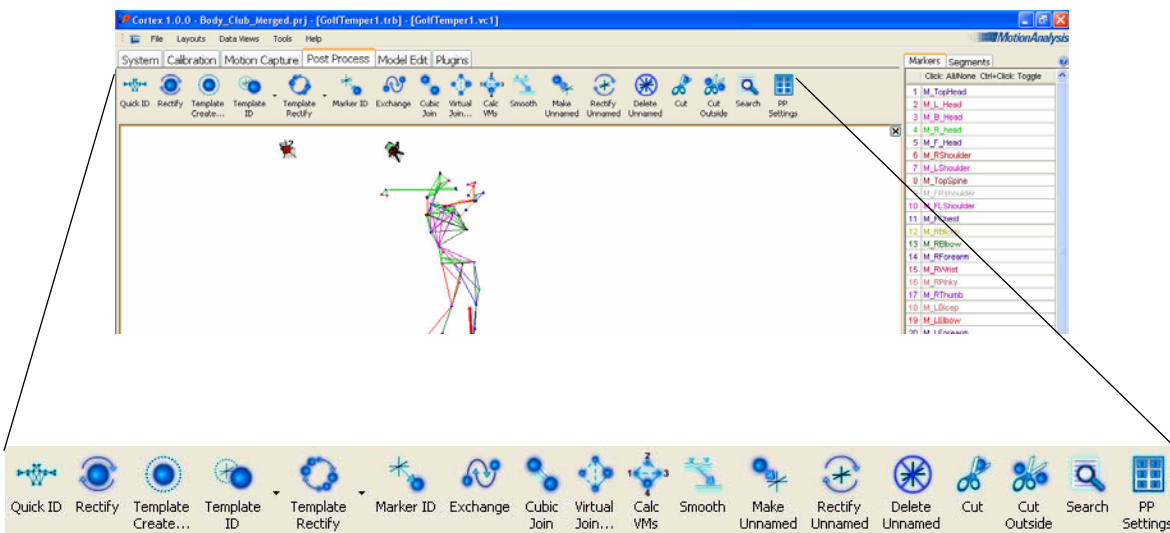 Cortex 1.0.0 - Body_Club_Merged.prj - [GolfTemper1.trb] - [GolfTemper1.vc1]
File Layouts Data Views Tools Help
MotionAnalysis
System Calibration Motion Capture Post Process Model Edit Plugins
Markers Segments
Click: All/None Ctrl+Click: Toggle
Quick ID Rectify Template Create... Template ID Template Rectify Marker ID Exchange Cubic Join Virtual Join... Calc VMs Smooth Make Unnamed Rectify Unnamed Delete Unnamed Cut Cut Outside Search PP Settings
1 M_TopHead
2 M_L_Head
3 M_B_Head
4 M_R_head
5 M_F_Head
6 M_RShoulder
7 M_LShoulder
8 M_TopSpine
9 M_FRshoulder
10 M_FLShoulder
11
12 M_RBicep
13 M_RElbow
14 M_RForearm
15 M_RWrist
16 M_RPinky
17 M_RThumb
18 M_LBicep
19 M_LElbow
20 M_LForearm
Quick ID Rectify Template Template Template Marker ID Exchange Cubic Virtual Calc Smooth Make Rectify Delete Cut Cut Search PP
Create... ID Rectify Join Join... VMs Unnamed Unnamed Unnamed Outside Settings